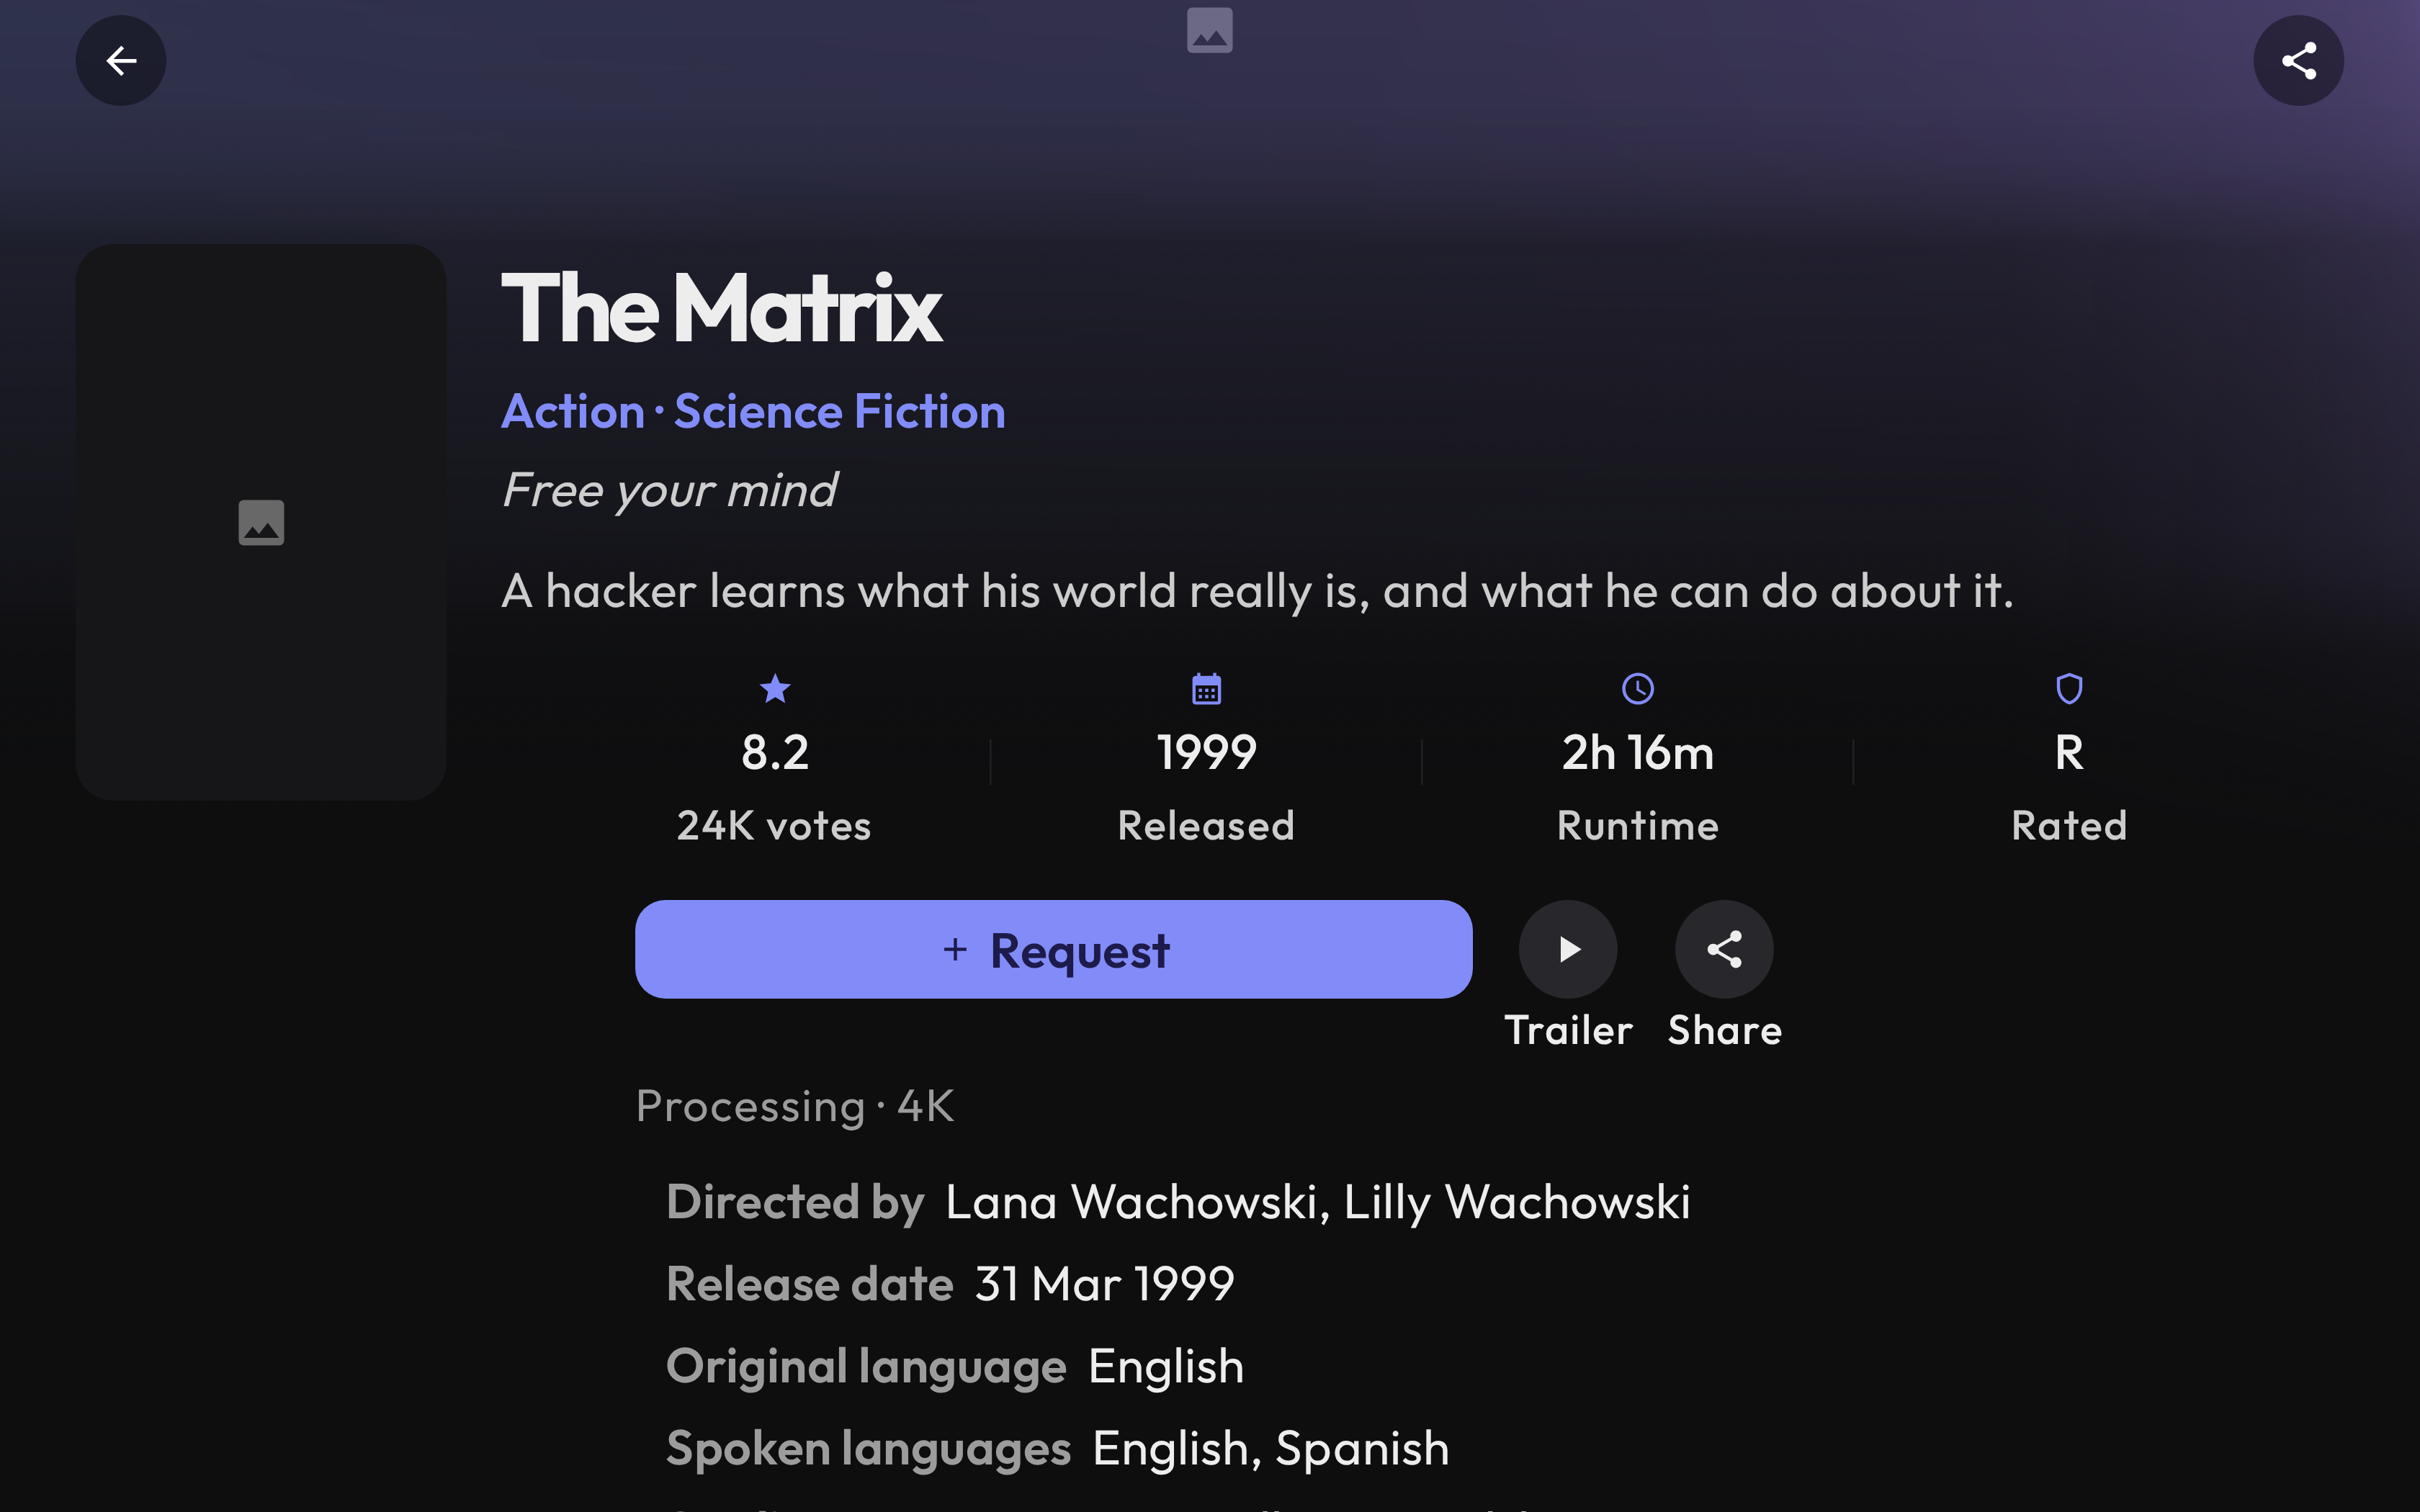 The Matrix
Action · Science Fiction
Free your mind
A hacker learns what his world really is, and what he can do about it.
8.2 1999 2h 16m R
24K votes Released Runtime Rated
+ Request
Trailer Share
Processing · 4K
Directed by Lana Wachowski, Lilly Wachowski
Release date 31 Mar 1999
Original language English
Spoken languages English, Spanish